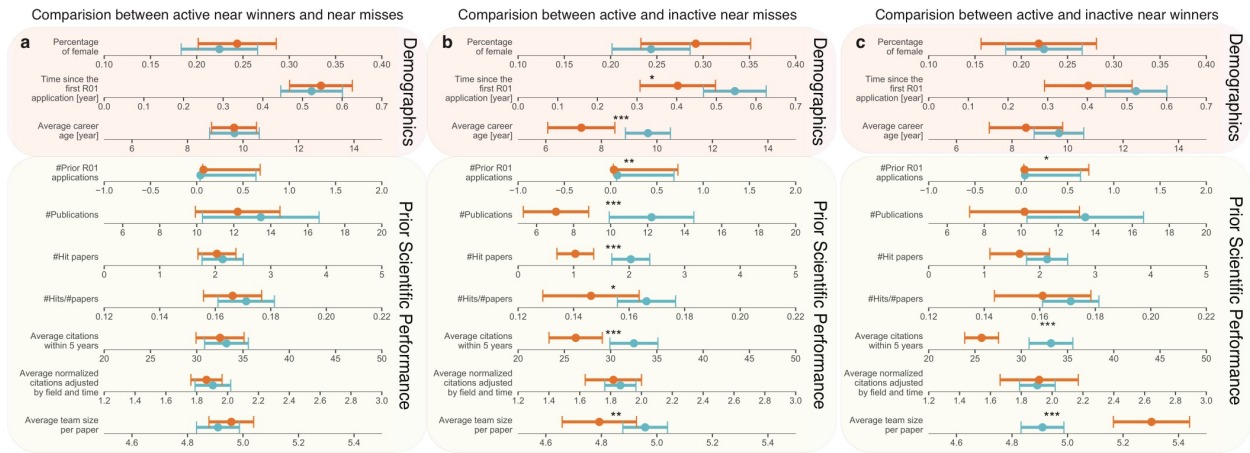 Comparision between active near winners and near misses
a
Demographics
Percentage
of female
0.10 0.15 0.20 0.25 0.30 0.35 0.40
Time since the
first R01
application [year]
0.0 0.1 0.2 0.3 0.4 0.5 0.6 0.7
Average career
age [year]
6 8 10 12 14
Prior Scientific Performance
#Prior R01
applications
−1.0 −0.5 0.0 0.5 1.0 1.5 2.0
#Publications
6 8 10 12 14 16 18 20
#Hit papers
0 1 2 3 4 5
#Hits/#papers
0.12 0.14 0.16 0.18 0.20 0.22
Average citations
within 5 years
20 25 30 35 40 45 50
Average normalized
citations adjusted
by field and time
1.2 1.4 1.6 1.8 2.0 2.2 2.4 2.6 2.8 3.0
Average team size
per paper
4.6 4.8 5.0 5.2 5.4
Comparision between active and inactive near misses
b
Demographics
Percentage
of female
0.10 0.15 0.20 0.25 0.30 0.35 0.40
Time since the
first R01
application [year]
*
0.0 0.1 0.2 0.3 0.4 0.5 0.6 0.7
Average career
age [year]
***
6 8 10 12 14
Prior Scientific Performance
#Prior R01
applications
**
−1.0 −0.5 0.0 0.5 1.0 1.5 2.0
#Publications
***
6 8 10 12 14 16 18 20
#Hit papers
***
0 1 2 3 4 5
#Hits/#papers
*
0.12 0.14 0.16 0.18 0.20 0.22
Average citations
within 5 years
***
20 25 30 35 40 45 50
Average normalized
citations adjusted
by field and time
1.2 1.4 1.6 1.8 2.0 2.2 2.4 2.6 2.8 3.0
Average team size
per paper
**
4.6 4.8 5.0 5.2 5.4
Comparision between active and inactive near winners
c
Demographics
Percentage
of female
0.10 0.15 0.20 0.25 0.30 0.35 0.40
Time since the
first R01
application [year]
0.0 0.1 0.2 0.3 0.4 0.5 0.6 0.7
Average career
age [year]
6 8 10 12 14
Prior Scientific Performance
#Prior R01
applications
*
−1.0 −0.5 0.0 0.5 1.0 1.5 2.0
#Publications
6 8 10 12 14 16 18 20
#Hit papers
0 1 2 3 4 5
#Hits/#papers
0.12 0.14 0.16 0.18 0.20 0.22
Average citations
within 5 years
***
20 25 30 35 40 45 50
Average normalized
citations adjusted
by field and time
1.2 1.4 1.6 1.8 2.0 2.2 2.4 2.6 2.8 3.0
Average team size
per paper
***
4.6 4.8 5.0 5.2 5.4